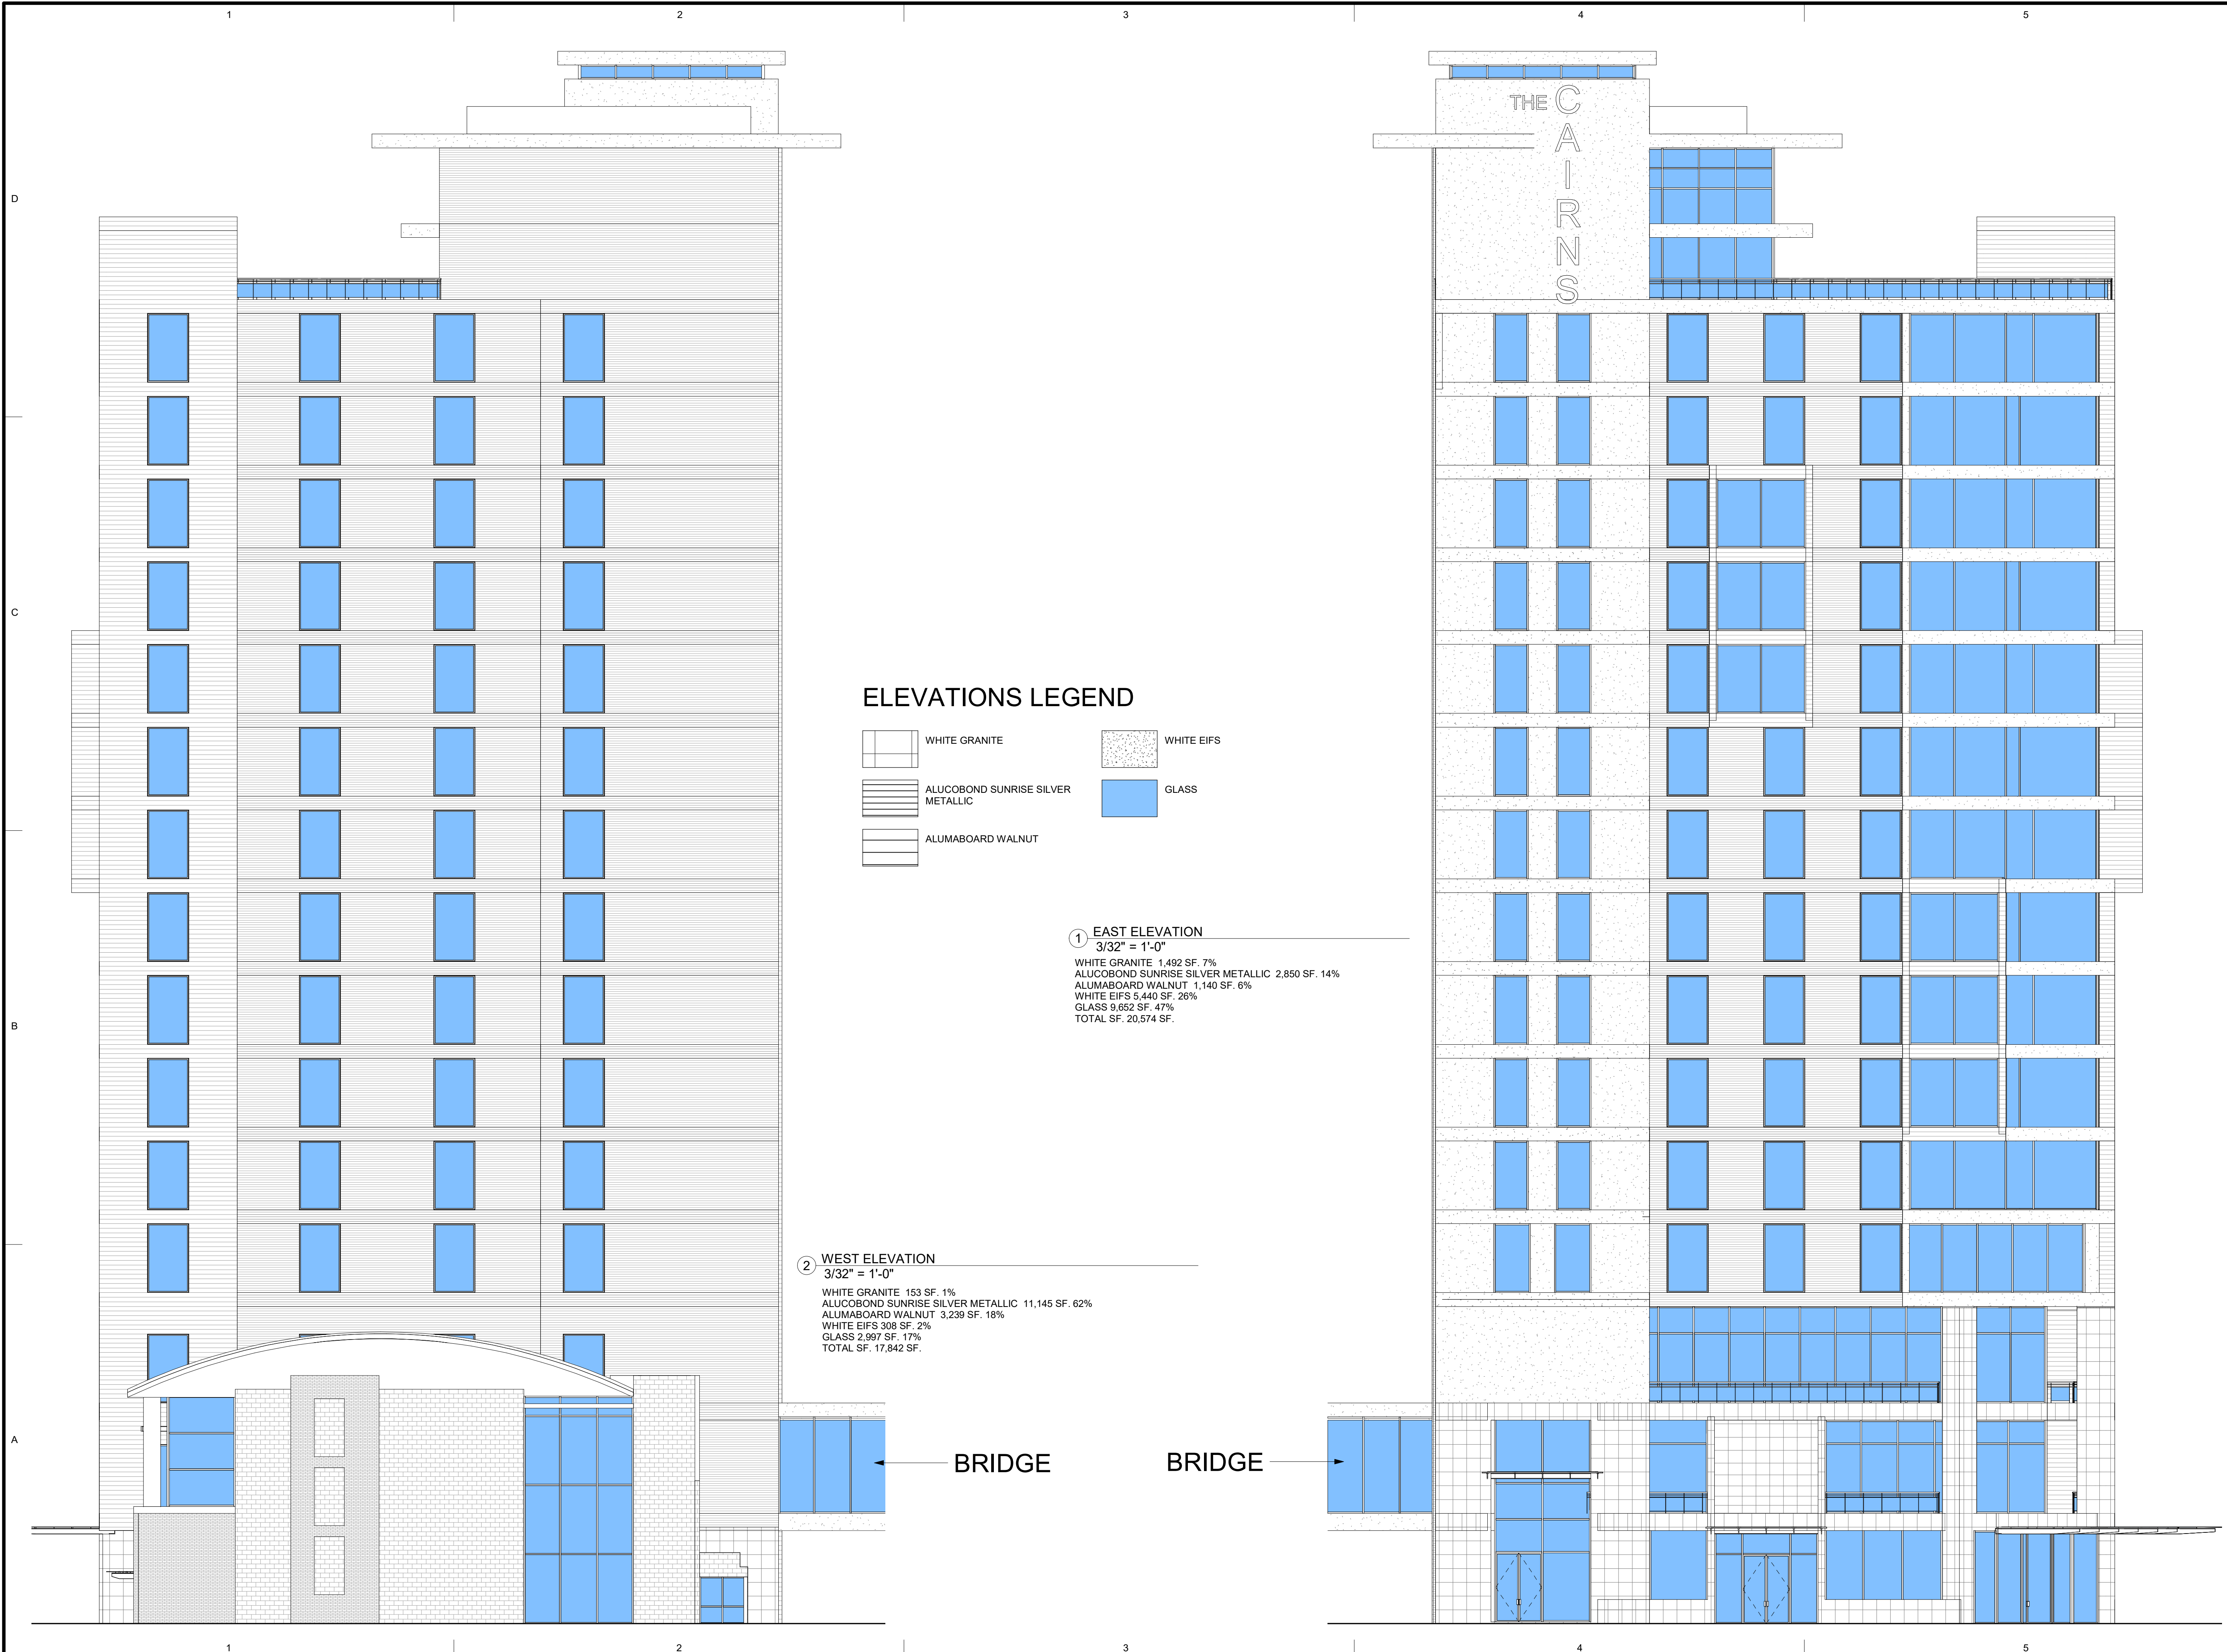 1 2 3 4 5
THE CAIRNS
D
C
B
A
ELEVATIONS LEGEND
WHITE GRANITE
WHITE EIFS
ALUCOBOND SUNRISE SILVER
METALLIC
GLASS
ALUMABOARD WALNUT
1 EAST ELEVATION
3/32" = 1'-0"
WHITE GRANITE 1,492 SF. 7%
ALUCOBOND SUNRISE SILVER METALLIC 2,850 SF. 14%
ALUMABOARD WALNUT 1,140 SF. 6%
WHITE EIFS 5,440 SF. 26%
GLASS 9,652 SF. 47%
TOTAL SF. 20,574 SF.
2 WEST ELEVATION
3/32" = 1'-0"
WHITE GRANITE 153 SF. 1%
ALUCOBOND SUNRISE SILVER METALLIC 11,145 SF. 62%
ALUMABOARD WALNUT 3,239 SF. 18%
WHITE EIFS 308 SF. 2%
GLASS 2,997 SF. 17%
TOTAL SF. 17,842 SF.
BRIDGE
BRIDGE
1 2 3 4 5